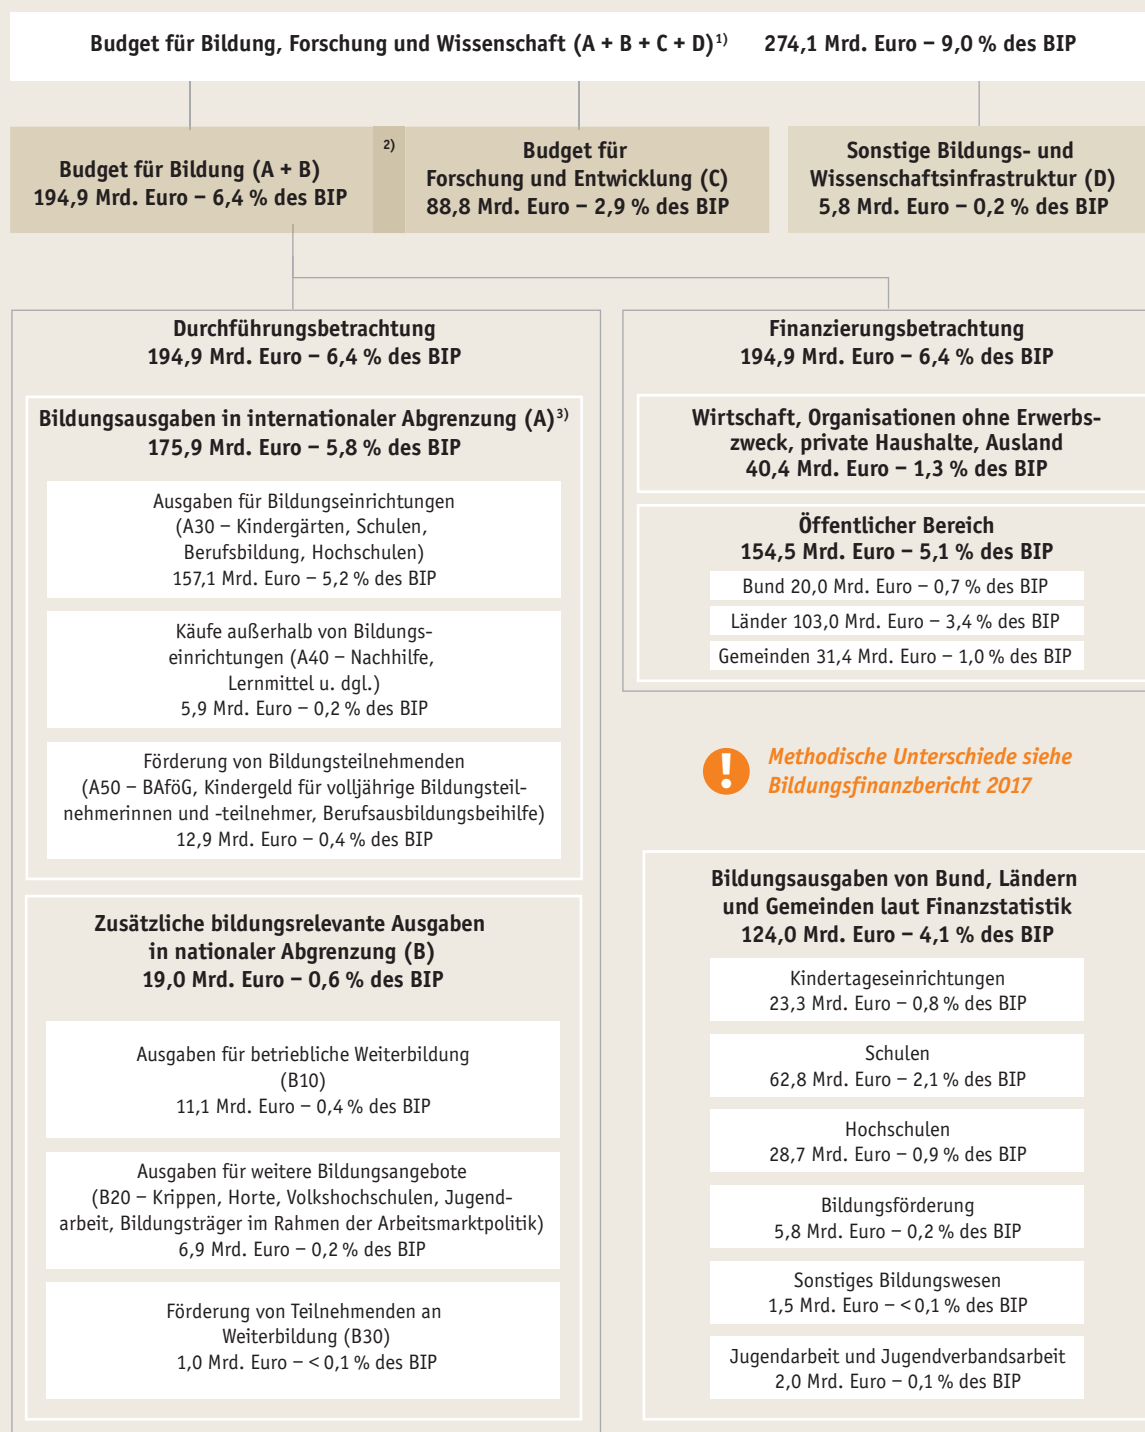 Budget für Bildung, Forschung und Wissenschaft (A + B + C + D)1) 274,1 Mrd. Euro – 9,0 % des BIP
Budget für Bildung (A + B)
194,9 Mrd. Euro – 6,4 % des BIP
2)
Budget für
Forschung und Entwicklung (C)
88,8 Mrd. Euro – 2,9 % des BIP
Sonstige Bildungs- und
Wissenschaftsinfrastruktur (D)
5,8 Mrd. Euro – 0,2 % des BIP
Durchführungsbetrachtung
194,9 Mrd. Euro – 6,4 % des BIP
Bildungsausgaben in internationaler Abgrenzung (A)3)
175,9 Mrd. Euro – 5,8 % des BIP
Ausgaben für Bildungseinrichtungen
(A30 – Kindergärten, Schulen,
Berufsbildung, Hochschulen)
157,1 Mrd. Euro – 5,2 % des BIP
Käufe außerhalb von Bildungs-
einrichtungen (A40 – Nachhilfe,
Lernmittel u. dgl.)
5,9 Mrd. Euro – 0,2 % des BIP
Förderung von Bildungsteilnehmenden
(A50 – BAföG, Kindergeld für volljährige Bildungsteil-
nehmerinnen und -teilnehmer, Berufsausbildungsbeihilfe)
12,9 Mrd. Euro – 0,4 % des BIP
Zusätzliche bildungsrelevante Ausgaben
in nationaler Abgrenzung (B)
19,0 Mrd. Euro – 0,6 % des BIP
Ausgaben für betriebliche Weiterbildung
(B10)
11,1 Mrd. Euro – 0,4 % des BIP
Ausgaben für weitere Bildungsangebote
(B20 – Krippen, Horte, Volkshochschulen, Jugend-
arbeit, Bildungsträger im Rahmen der Arbeitsmarktpolitik)
6,9 Mrd. Euro – 0,2 % des BIP
Förderung von Teilnehmenden an
Weiterbildung (B30)
1,0 Mrd. Euro – < 0,1 % des BIP
Finanzierungsbetrachtung
194,9 Mrd. Euro – 6,4 % des BIP
Wirtschaft, Organisationen ohne Erwerbs-
zweck, private Haushalte, Ausland
40,4 Mrd. Euro – 1,3 % des BIP
Öffentlicher Bereich
154,5 Mrd. Euro – 5,1 % des BIP
Bund 20,0 Mrd. Euro – 0,7 % des BIP
Länder 103,0 Mrd. Euro – 3,4 % des BIP
Gemeinden 31,4 Mrd. Euro – 1,0 % des BIP
! Methodische Unterschiede siehe
Bildungsfinanzbericht 2017
Bildungsausgaben von Bund, Ländern
und Gemeinden laut Finanzstatistik
124,0 Mrd. Euro – 4,1 % des BIP
Kindertageseinrichtungen
23,3 Mrd. Euro – 0,8 % des BIP
Schulen
62,8 Mrd. Euro – 2,1 % des BIP
Hochschulen
28,7 Mrd. Euro – 0,9 % des BIP
Bildungsförderung
5,8 Mrd. Euro – 0,2 % des BIP
Sonstiges Bildungswesen
1,5 Mrd. Euro – < 0,1 % des BIP
Jugendarbeit und Jugendverbandsarbeit
2,0 Mrd. Euro – 0,1 % des BIP